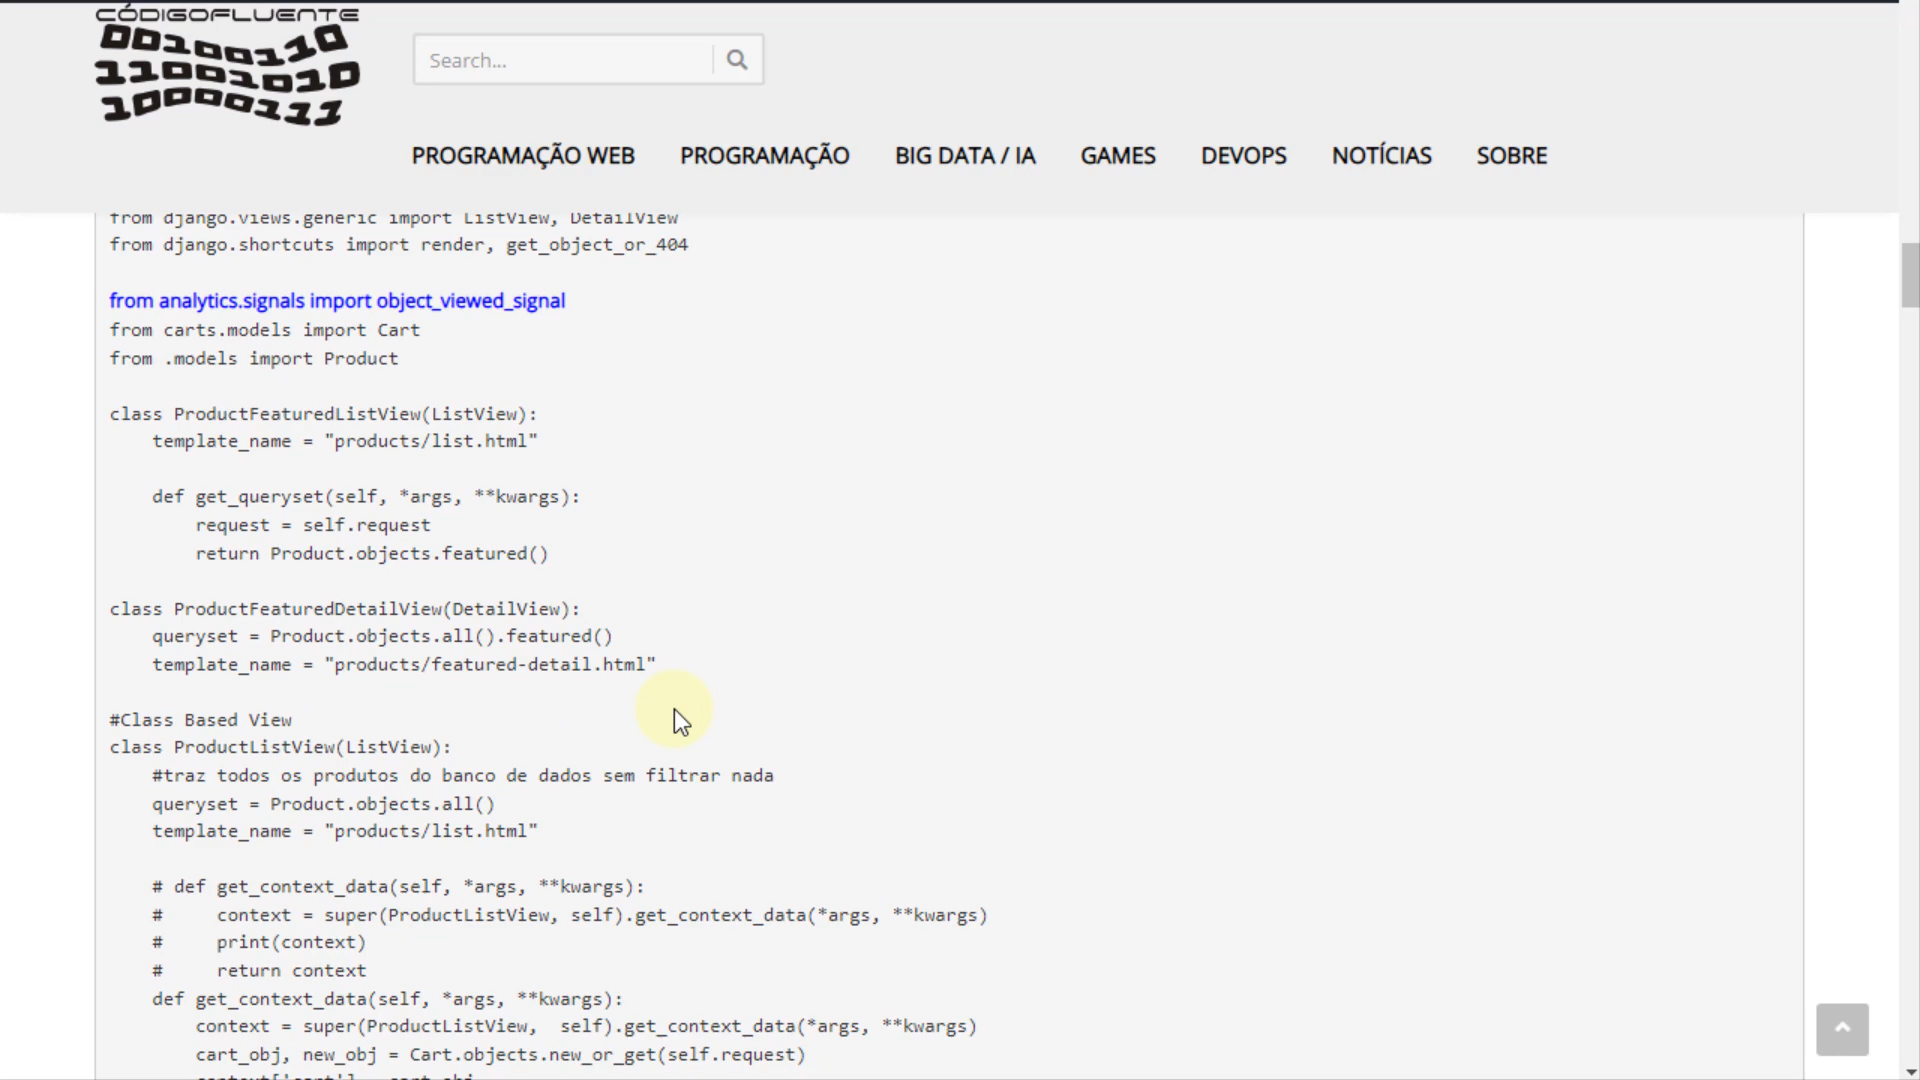 CÓDIGOFLUENTE
00100110
11001010
10000111
Search...
PROGRAMAÇÃO WEB PROGRAMAÇÃO BIG DATA / IA GAMES DEVOPS NOTÍCIAS SOBRE
from django.views.generic import ListView, DetailView
from django.shortcuts import render, get_object_or_404
from analytics.signals import object_viewed_signal
from carts.models import Cart
from .models import Product
class ProductFeaturedListView(ListView):
    template_name = "products/list.html"
    def get_queryset(self, *args, **kwargs):
        request = self.request
        return Product.objects.featured()
class ProductFeaturedDetailView(DetailView):
    queryset = Product.objects.all().featured()
    template_name = "products/featured-detail.html"
#Class Based View
class ProductListView(ListView):
    #traz todos os produtos do banco de dados sem filtrar nada
    queryset = Product.objects.all()
    template_name = "products/list.html"
    # def get_context_data(self, *args, **kwargs):
    #     context = super(ProductListView, self).get_context_data(*args, **kwargs)
    #     print(context)
    #     return context
    def get_context_data(self, *args, **kwargs):
        context = super(ProductListView,  self).get_context_data(*args, **kwargs)
        cart_obj, new_obj = Cart.objects.new_or_get(self.request)